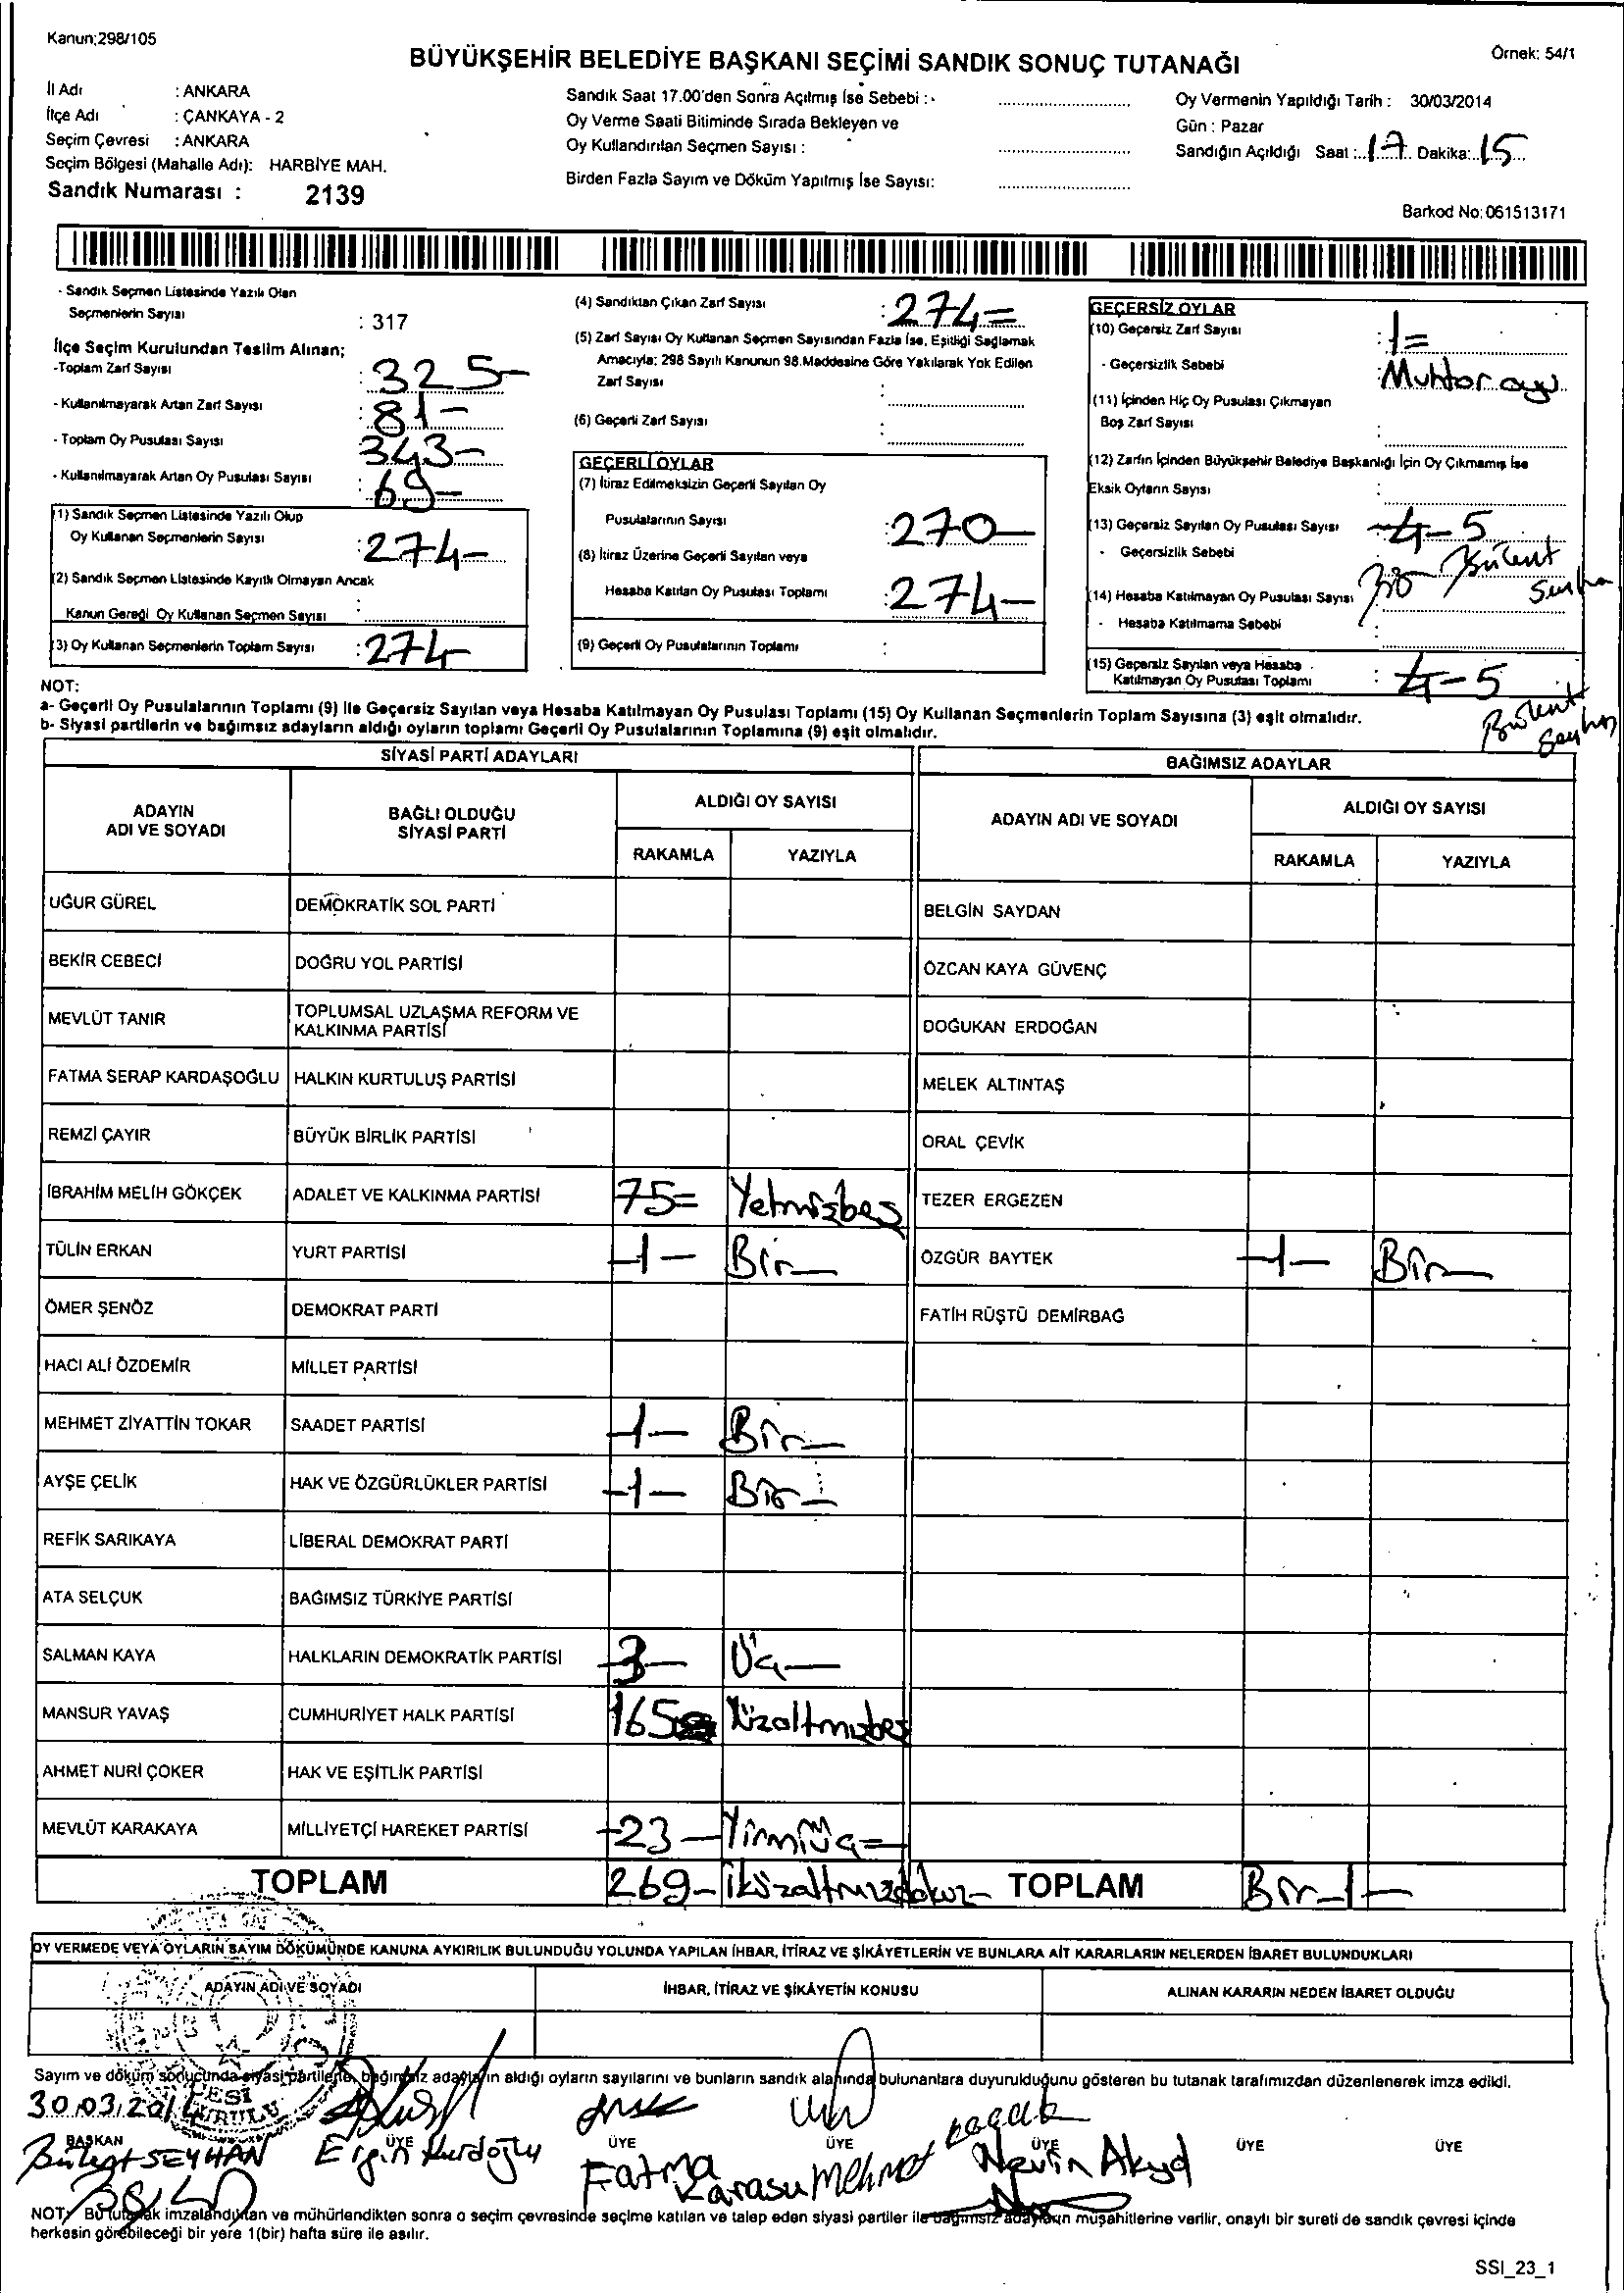 Kanun;298/105
BÜYÜKŞEHİR BELEDİYE BAŞKANI SEÇİMİ SANDIK SONUÇ TUTANAĞI
Örnek: 54/1
İl Adı : ANKARA
İlçe Adı : ÇANKAYA - 2
Seçim Çevresi : ANKARA
Seçim Bölgesi (Mahalle Adı): HARBİYE MAH.
Sandık Numarası : 2139
Sandık Saat 17.00'den Sonra Açılmış İse Sebebi :
Oy Verme Saati Bitiminde Sırada Bekleyen ve
Oy Kullandırılan Seçmen Sayısı :
Birden Fazla Sayım ve Döküm Yapılmış İse Sayısı:
Oy Vermenin Yapıldığı Tarih : 30/03/2014
Gün : Pazar
Sandığın Açıldığı Saat : 17 Dakika: 15
Barkod No: 061513171
- Sandık Seçmen Listesinde Yazılı Olan
Seçmenlerin Sayısı : 317
İlçe Seçim Kurulundan Teslim Alınan;
-Toplam Zarf Sayısı : 325-
- Kullanılmayarak Artan Zarf Sayısı : 81-
- Toplam Oy Pusulası Sayısı 343-
- Kullanılmayarak Artan Oy Pusulası Sayısı : 69-
(1) Sandık Seçmen Listesinde Yazılı Olup
Oy Kullanan Seçmenlerin Sayısı : 274-
(2) Sandık Seçmen Listesinde Kayıtlı Olmayan Ancak
Kanun Gereği Oy Kullanan Seçmen Sayısı :
(3) Oy Kullanan Seçmenlerin Toplam Sayısı : 274-
(4) Sandıktan Çıkan Zarf Sayısı : 274=
(5) Zarf Sayısı Oy Kullanan Seçmen Sayısından Fazla İse, Eşitliği Sağlamak
Amacıyla; 298 Sayılı Kanunun 98.Maddesine Göre Yakılarak Yok Edilen
Zarf Sayısı :
(6) Geçerli Zarf Sayısı :
GEÇERLİ OYLAR
(7) İtiraz Edilmeksizin Geçerli Sayılan Oy
Pusulalarının Sayısı : 270-
(8) İtiraz Üzerine Geçerli Sayılan veya
Hesaba Katılan Oy Pusulası Toplamı : 274-
(9) Geçerli Oy Pusulalarının Toplamı :
GEÇERSİZ OYLAR
(10) Geçersiz Zarf Sayısı : 1=
- Geçersizlik Sebebi : Muhtar oyu
(11) İçinden Hiç Oy Pusulası Çıkmayan
Boş Zarf Sayısı :
(12) Zarfın İçinden Büyükşehir Belediye Başkanlığı İçin Oy Çıkmamış İse
Eksik Oyların Sayısı :
(13) Geçersiz Sayılan Oy Pusulası Sayısı -4- 5
- Geçersizlik Sebebi Bülent
(14) Hesaba Katılmayan Oy Pusulası Sayısı
- Hesaba Katılmama Sebebi :
(15) Geçersiz Sayılan veya Hesaba
Katılmayan Oy Pusulası Toplamı : 4- 5
Bülent
Seyhan
NOT:
a- Geçerli Oy Pusulalarının Toplamı (9) ile Geçersiz Sayılan veya Hesaba Katılmayan Oy Pusulası Toplamı (15) Oy Kullanan Seçmenlerin Toplam Sayısına (3) eşit olmalıdır.
b- Siyasi partilerin ve bağımsız adayların aldığı oyların toplamı Geçerli Oy Pusulalarının Toplamına (9) eşit olmalıdır.
SİYASİ PARTİ ADAYLARI BAĞIMSIZ ADAYLAR
ADAYIN ADI VE SOYADI BAĞLI OLDUĞU SİYASİ PARTİ ALDIĞI OY SAYISI ADAYIN ADI VE SOYADI ALDIĞI OY SAYISI
RAKAMLA YAZIYLA RAKAMLA YAZIYLA
UĞUR GÜREL DEMOKRATİK SOL PARTİ BELGİN SAYDAN
BEKİR CEBECİ DOĞRU YOL PARTİSİ ÖZCAN KAYA GÜVENÇ
MEVLÜT TANIR TOPLUMSAL UZLAŞMA REFORM VE KALKINMA PARTİSİ DOĞUKAN ERDOĞAN
FATMA SERAP KARDAŞOĞLU HALKIN KURTULUŞ PARTİSİ MELEK ALTINTAŞ
REMZİ ÇAYIR BÜYÜK BİRLİK PARTİSİ ORAL ÇEVİK
İBRAHİM MELİH GÖKÇEK ADALET VE KALKINMA PARTİSİ 75= Yetmişbeş TEZER ERGEZEN
TÜLİN ERKAN YURT PARTİSİ -1- Bir- ÖZGÜR BAYTEK -1- Bir-
ÖMER ŞENÖZ DEMOKRAT PARTİ FATİH RÜŞTÜ DEMİRBAĞ
HACI ALİ ÖZDEMİR MİLLET PARTİSİ
MEHMET ZİYATTİN TOKAR SAADET PARTİSİ -1- Bir-
AYŞE ÇELİK HAK VE ÖZGÜRLÜKLER PARTİSİ -1- Bir-
REFİK SARIKAYA LİBERAL DEMOKRAT PARTİ
ATA SELÇUK BAĞIMSIZ TÜRKİYE PARTİSİ
SALMAN KAYA HALKLARIN DEMOKRATİK PARTİSİ -3- Üç-
MANSUR YAVAŞ CUMHURİYET HALK PARTİSİ 165 Yüzaltmışbeş
AHMET NURİ ÇOKER HAK VE EŞİTLİK PARTİSİ
MEVLÜT KARAKAYA MİLLİYETÇİ HAREKET PARTİSİ -23- Yirmiüç=
TOPLAM 269- ikiyüzaltmışdokuz- TOPLAM Bir -1-
OY VERMEDE VEYA OYLARIN SAYIM DÖKÜMÜNDE KANUNA AYKIRILIK BULUNDUĞU YOLUNDA YAPILAN İHBAR, İTİRAZ VE ŞİKÂYETLERİN VE BUNLARA AİT KARARLARIN NELERDEN İBARET BULUNDUKLARI
ADAYIN ADI VE SOYADI İHBAR, İTİRAZ VE ŞİKÂYETİN KONUSU ALINAN KARARIN NEDEN İBARET OLDUĞU
Sayım ve döküm sonucunda siyasi partilerle, bağımsız adayların aldığı oyların sayılarını ve bunların sandık alanında bulunanlara duyurulduğunu gösteren bu tutanak tarafımızdan düzenlenerek imza edildi.
30.03.2014
BAŞKAN ÜYE ÜYE ÜYE ÜYE ÜYE ÜYE
Bülent SEYHAN Ergin Kurdoğlu Fatma Karasu Mehmet Nevin Akyol
NOT: Bu tutanak imzalandıktan ve mühürlendikten sonra o seçim çevresinde seçime katılan ve talep eden siyasi partiler ile bağımsız adayların müşahitlerine verilir, onaylı bir sureti de sandık çevresi içinde
herkesin görebileceği bir yere 1(bir) hafta süre ile asılır.
SSI_23_1